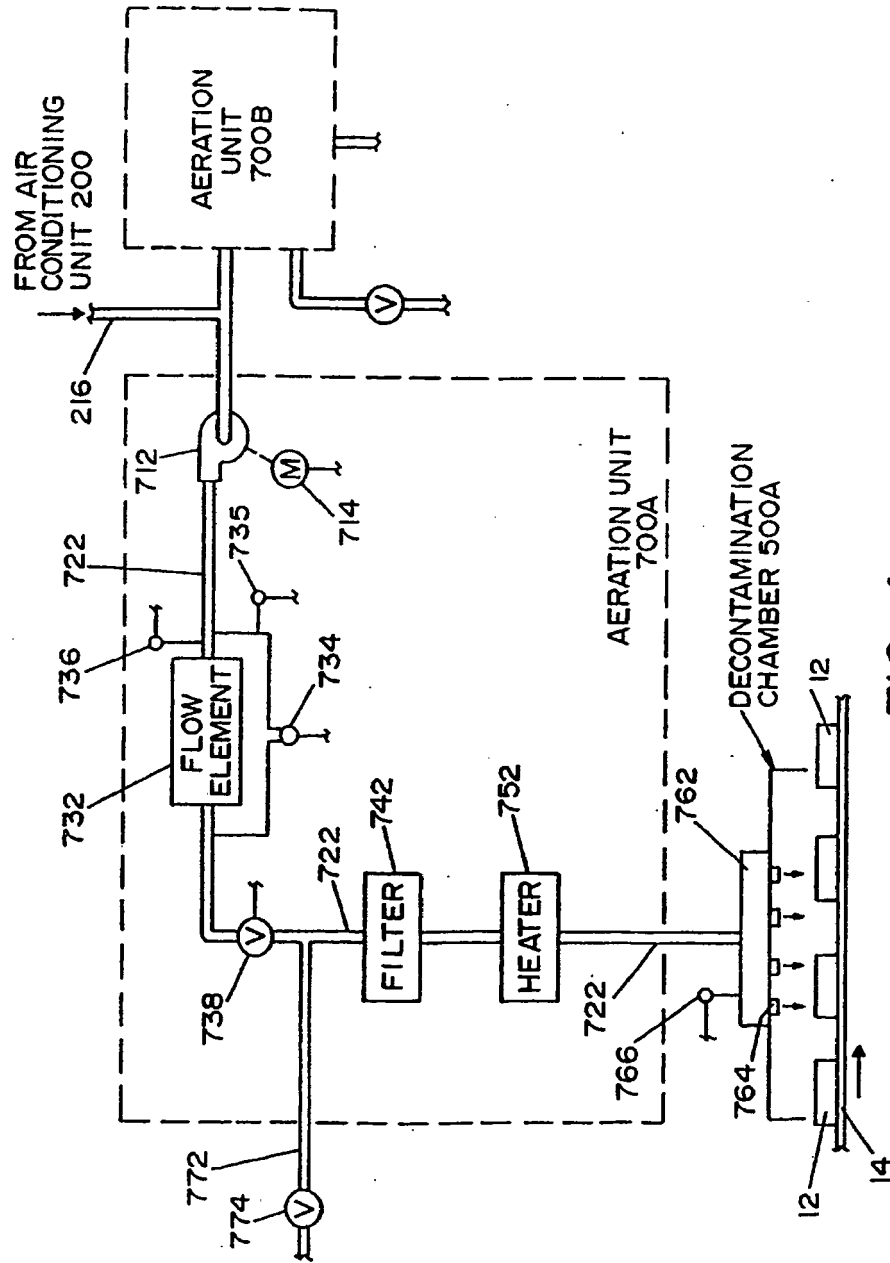 FROM AIR
CONDITIONING
UNIT 200
216
AERATION
UNIT
700B
V
712
722
736
735
M
714
732
FLOW
ELEMENT
734
V
738
722
742
FILTER
752
HEATER
772
774
V
AERATION UNIT
700A
722
766
762
764
DECONTAMINATION
CHAMBER 500A
12
12
14